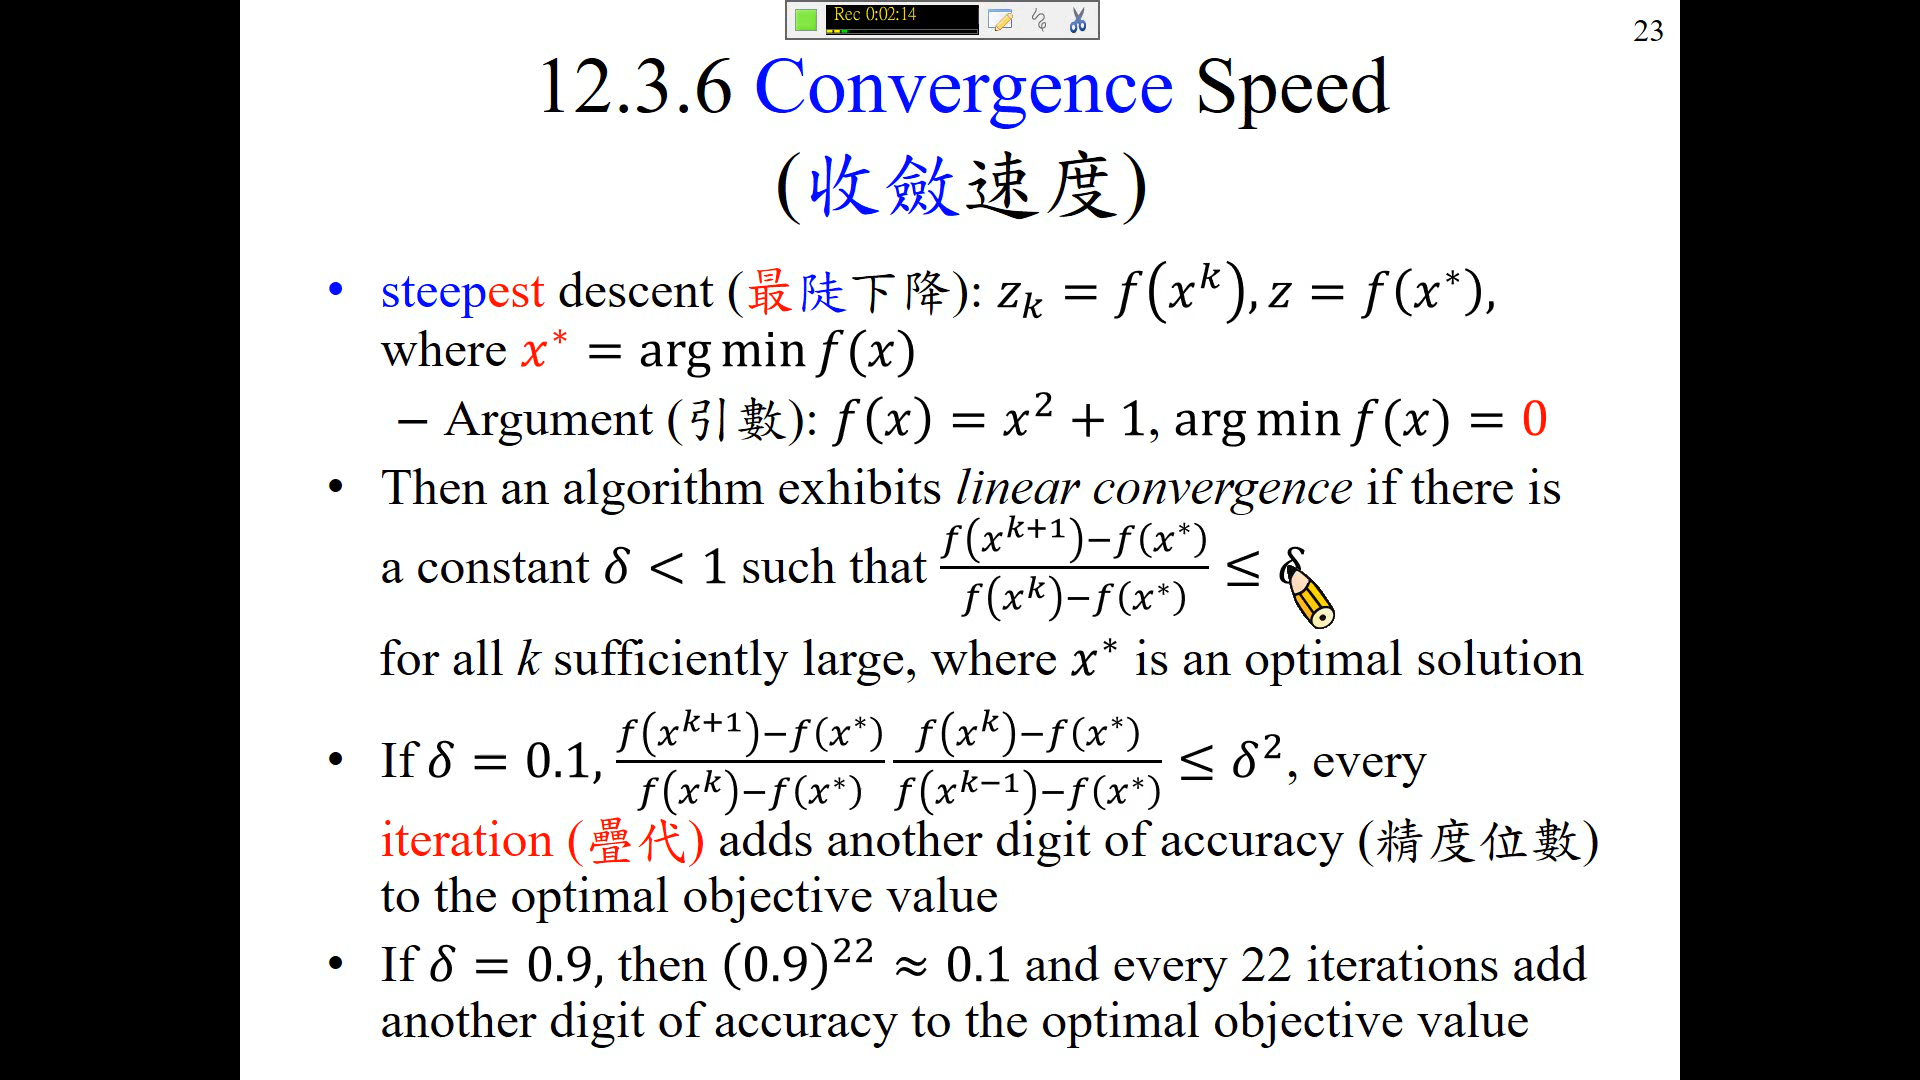 Rec 0:02:14
23
12.3.6 Convergence Speed
(收斂速度)
• steepest descent (最陡下降): z_k = f(x^k), z = f(x^*),
where x^* = arg min f(x)
– Argument (引數): f(x) = x^2 + 1, arg min f(x) = 0
• Then an algorithm exhibits linear convergence if there is
a constant δ < 1 such that \frac{f(x^{k+1})−f(x^*)}{f(x^k)−f(x^*)} ≤ δ
for all k sufficiently large, where x^* is an optimal solution
• If δ = 0.1, \frac{f(x^{k+1})−f(x^*)}{f(x^k)−f(x^*)} \frac{f(x^k)−f(x^*)}{f(x^{k−1})−f(x^*)} ≤ δ^2, every
iteration (疊代) adds another digit of accuracy (精度位數)
to the optimal objective value
• If δ = 0.9, then (0.9)^{22} ≈ 0.1 and every 22 iterations add
another digit of accuracy to the optimal objective value